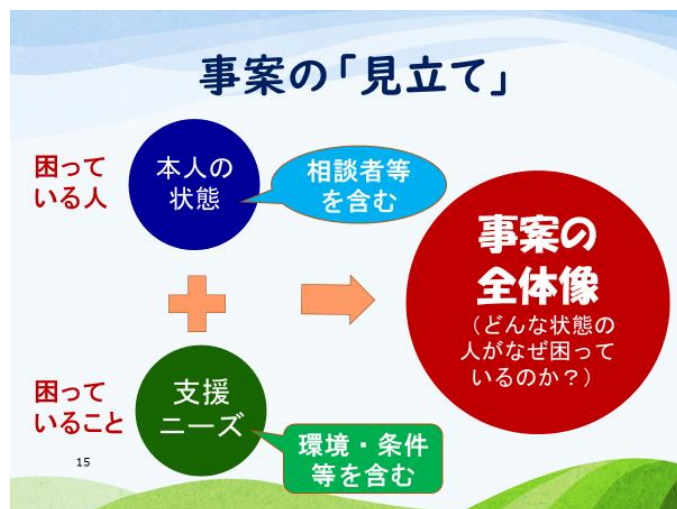 事案の「見立て」
困って
いる人
本人の
状態
相談者等
を含む
困って
いること
支援
ニーズ
環境・条件
等を含む
事案の
全体像
（どんな状態の
人がなぜ困って
いるのか？）
15